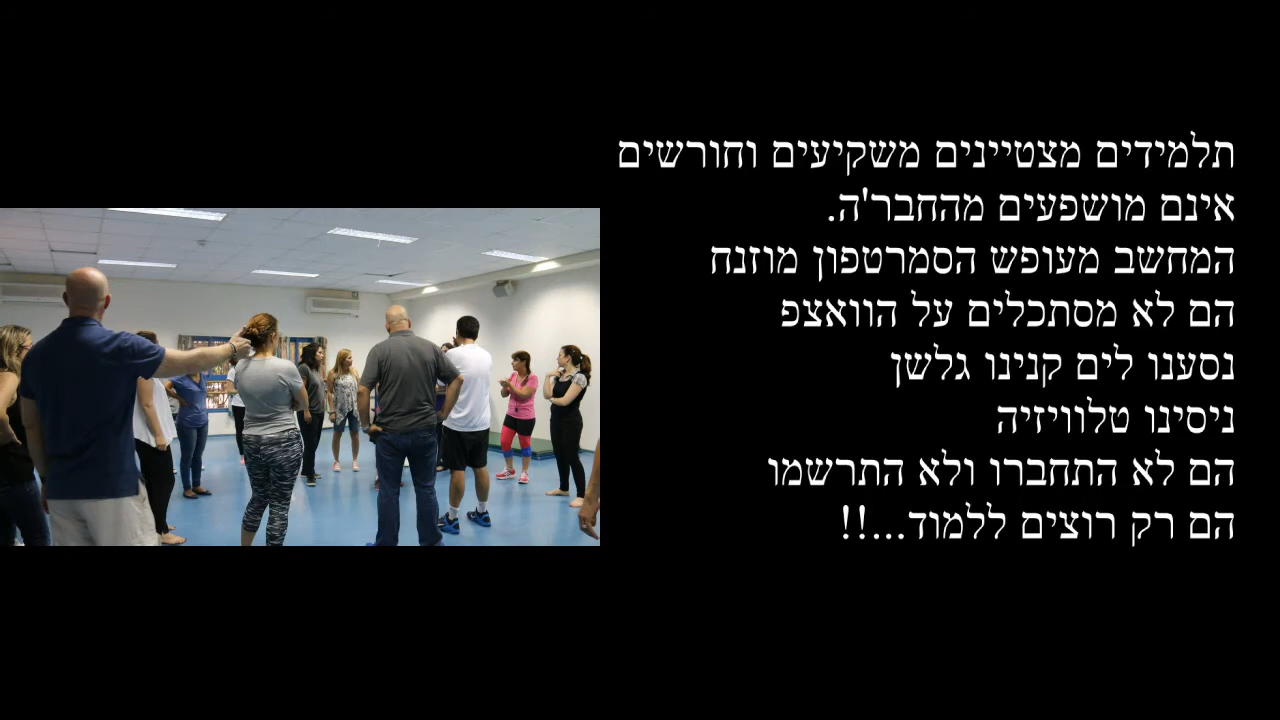 תלמידים מצטיינים משקיעים וחורשים
אינם מושפעים מהחבר'ה.
המחשב מעופש הסמרטפון מוזנח
הם לא מסתכלים על הוואצפ
נסענו לים קנינו גלשן
ניסינו טלוויזיה
הם לא התחברו ולא התרשמו
הם רק רוצים ללמוד...!!